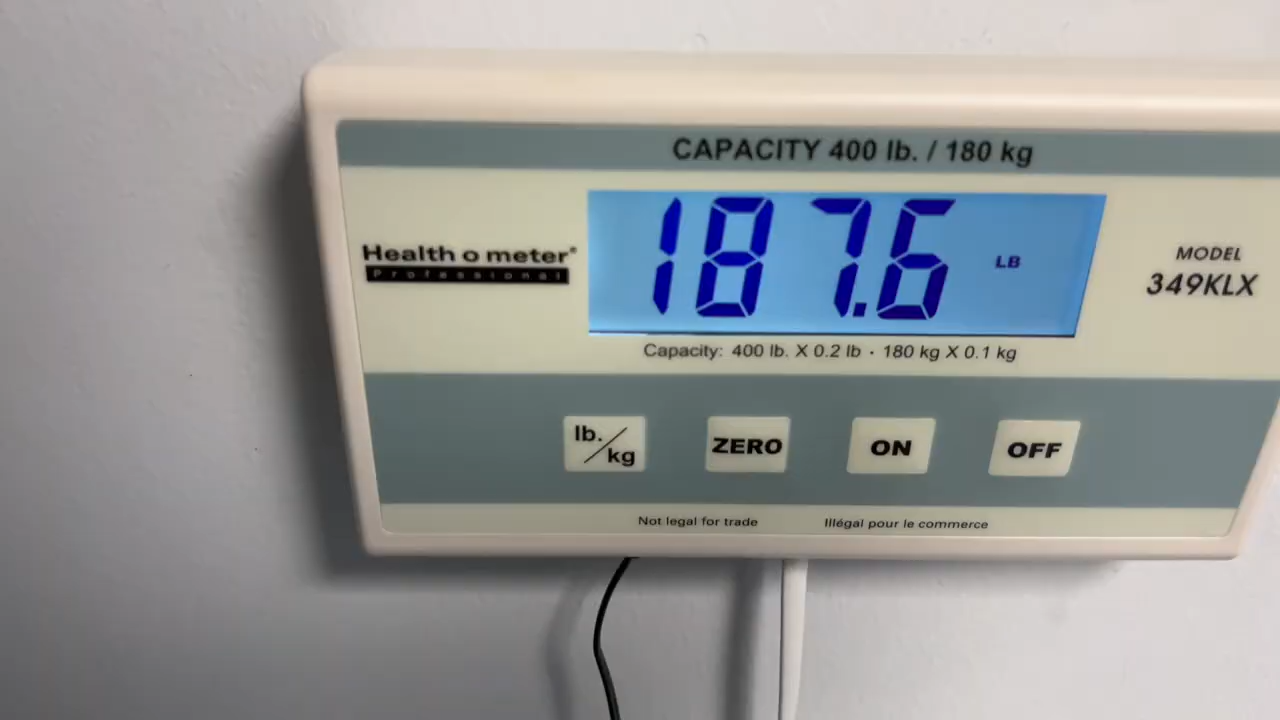 CAPACITY 400 lb. / 180 kg
Health o meter®
Professional
187.6 LB
MODEL
349KLX
Capacity: 400 lb. X 0.2 lb · 180 kg X 0.1 kg
lb./kg
ZERO
ON
OFF
Not legal for trade
Illégal pour le commerce